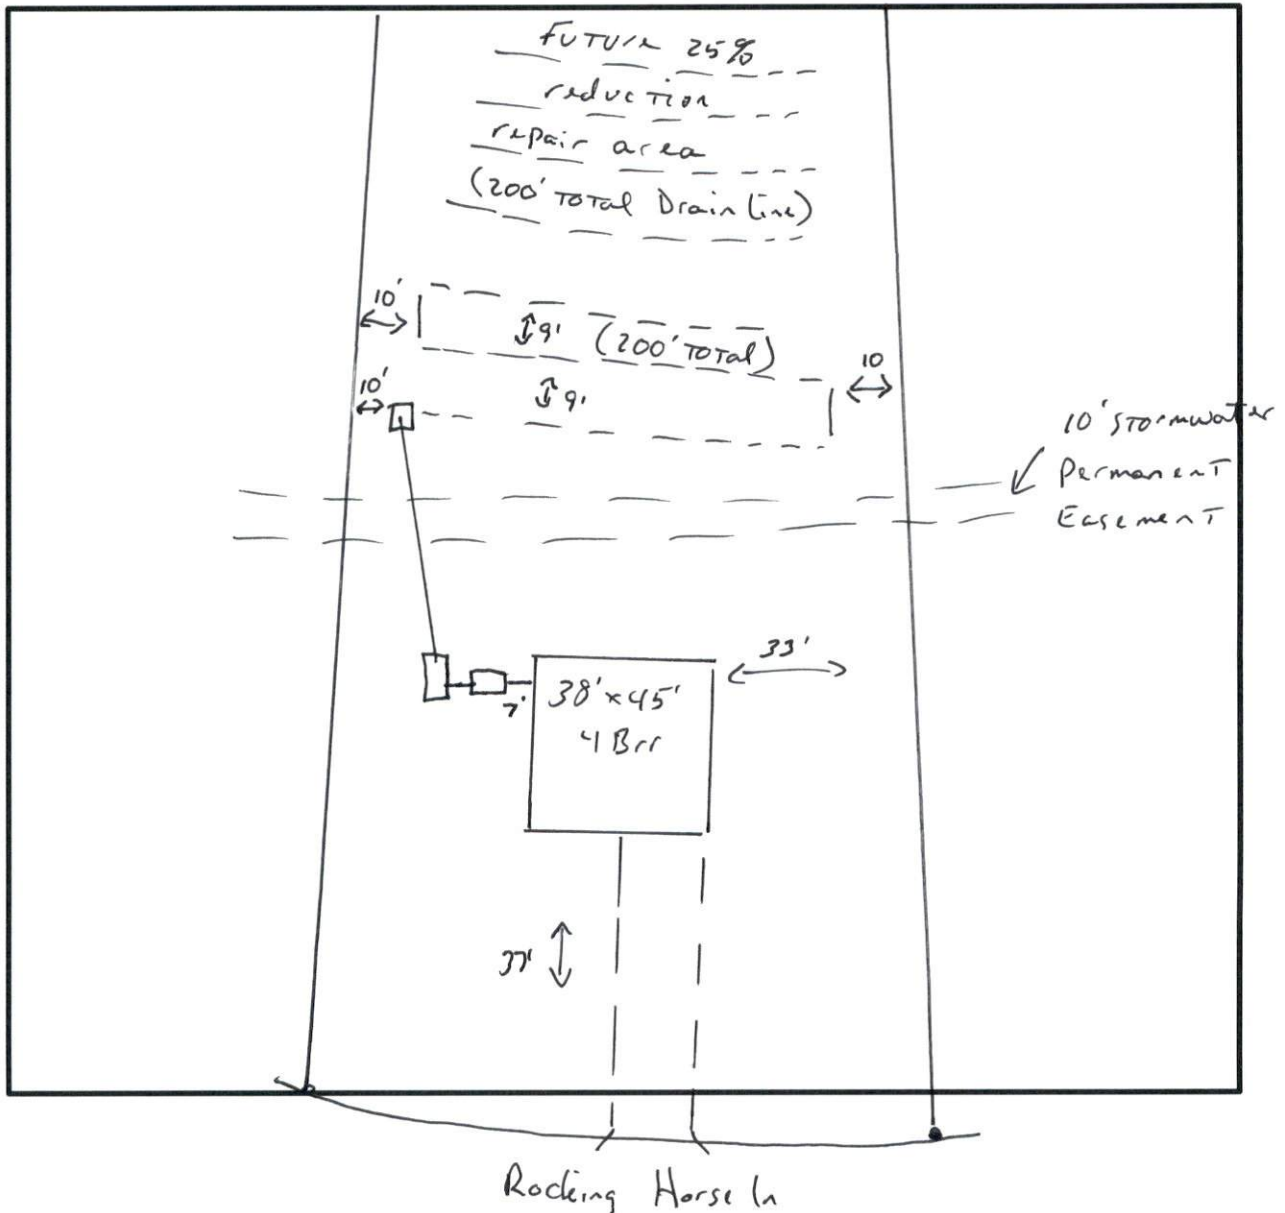 Future 25%
reduction
repair area
(200' Total Drain Line)
10'
9' (200' Total)
10'
9'
10
10' Stormwater
Permanent
Easement
33'
7'
38' x 45'
4 Brr
37'
Rocking Horse Ln